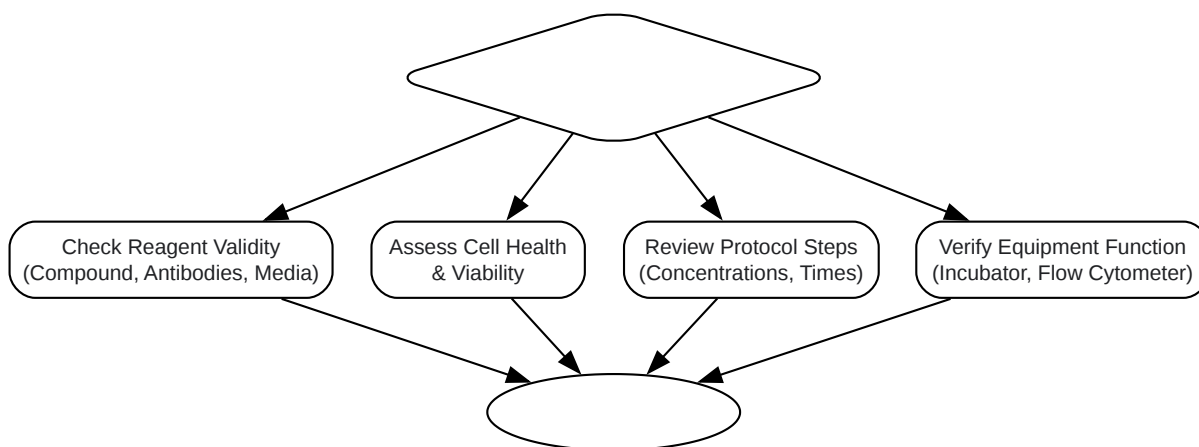 Check Reagent Validity
(Compound, Antibodies, Media)
Assess Cell Health
& Viability
Review Protocol Steps
(Concentrations, Times)
Verify Equipment Function
(Incubator, Flow Cytometer)